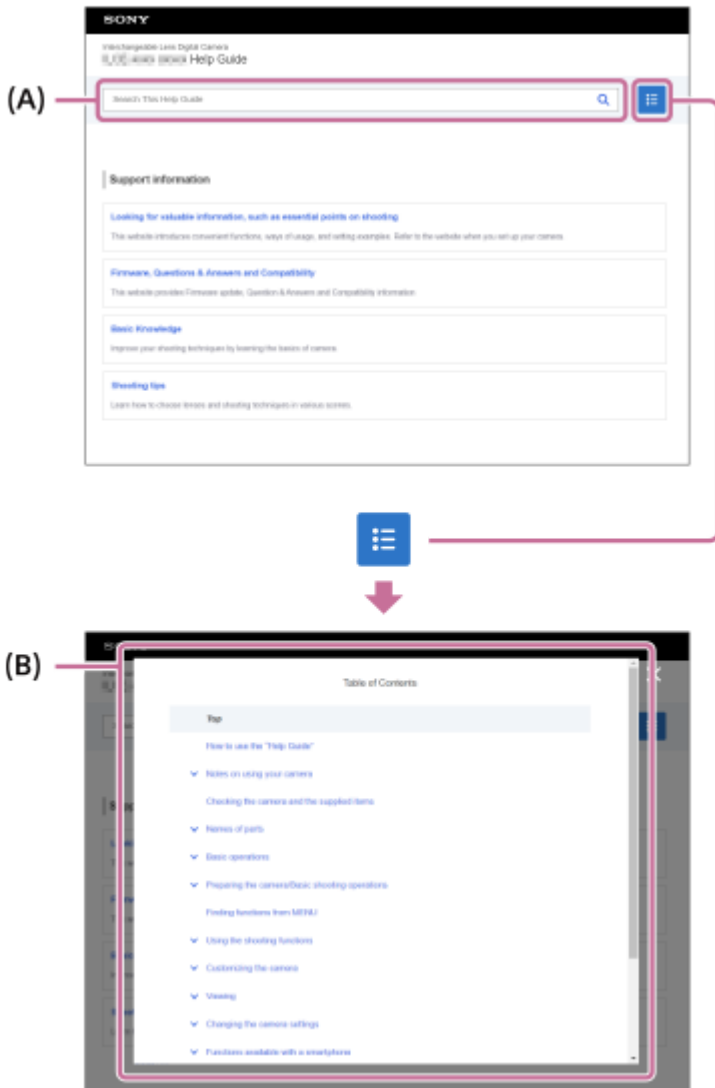 SONY
Interchangeable Lens Digital Camera
Help Guide
(A)
Search This Help Guide
Support information
Looking for valuable information, such as essential points on shooting
This website introduces convenient functions, ways of usage, and setting examples. Refer to the website when you set up your camera.
Firmware, Questions & Answers and Compatibility
This website provides Firmware update, Question & Answers and Compatibility information
Basic Knowledge
Improve your shooting techniques by learning the basics of camera.
Shooting tips
Learn how to choose lenses and shooting techniques in various scenes.
(B)
Table of Contents
Top
How to use the "Help Guide"
Notes on using your camera
Checking the camera and the supplied items
Names of parts
Basic operations
Preparing the camera/Basic shooting operations
Finding functions from MENU
Using the shooting functions
Customizing the camera
Viewing
Changing the camera settings
Functions available with a smartphone